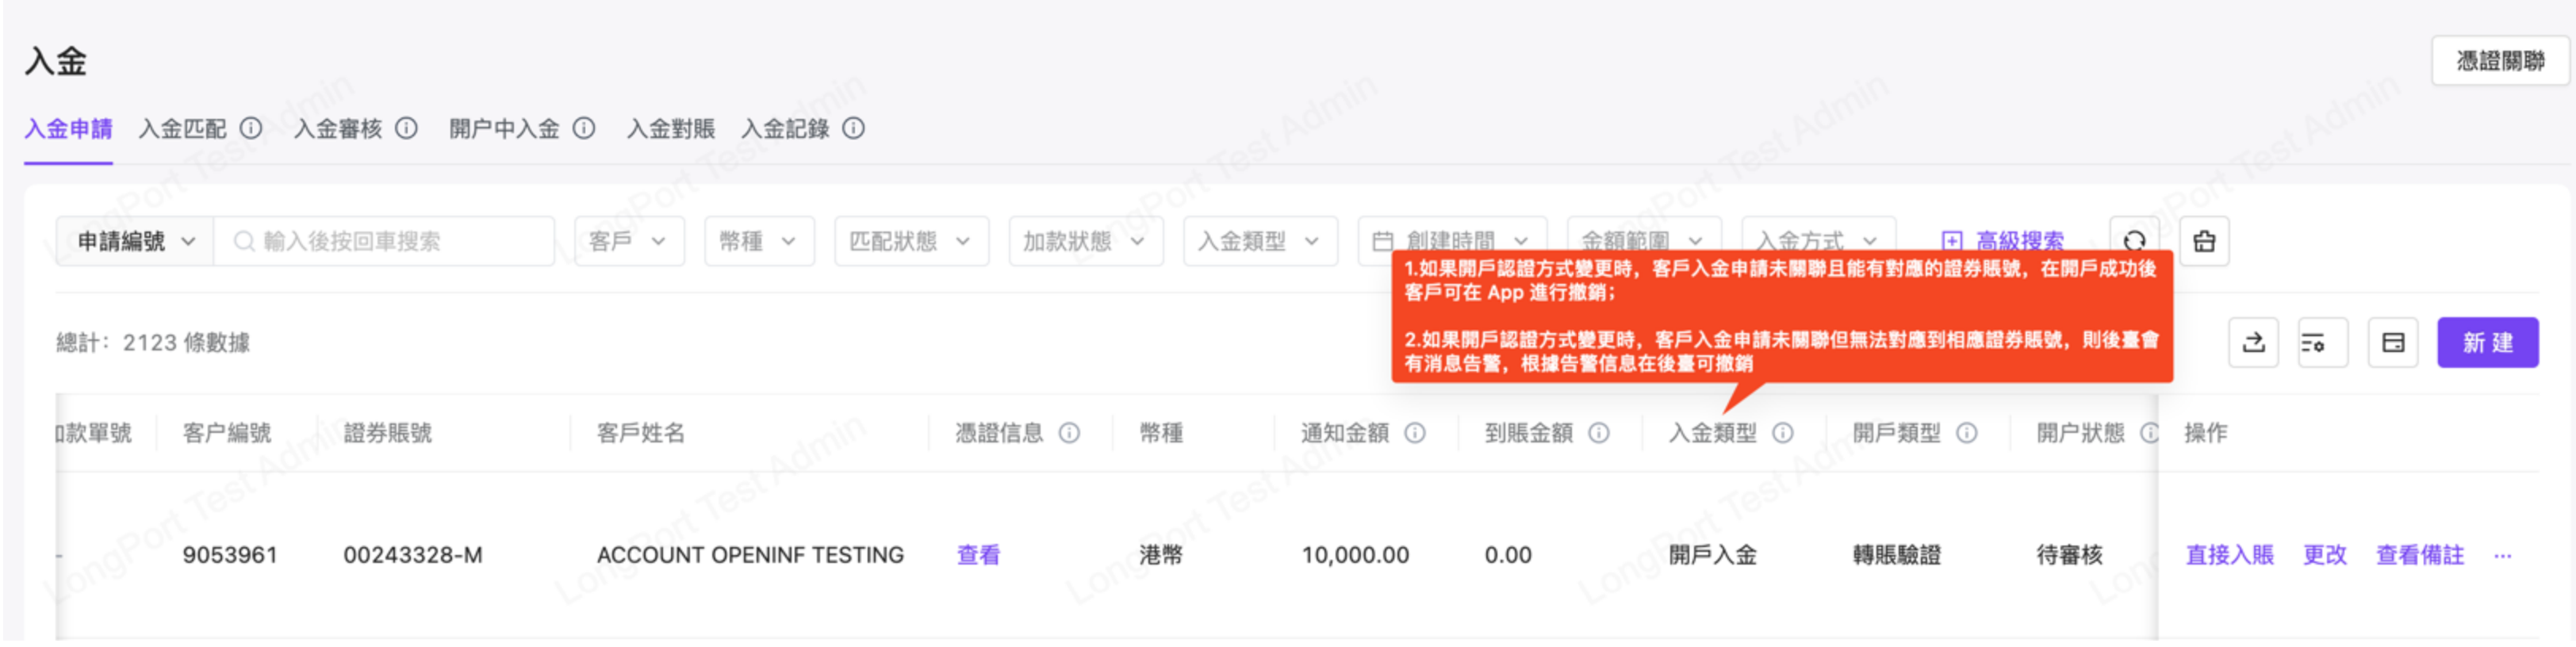 入金
憑證關聯
入金申請 入金匹配 入金審核 開户中入金 入金對賬 入金記錄
申請編號 輸入後按回車搜索 客戶 幣種 匹配狀態 加款狀態 入金類型 創建時間 金額範圍 入金方式 高級搜索
1.如果開戶認證方式變更時，客戶入金申請未關聯且能有對應的證券賬號，在開戶成功後
客戶可在 App 進行撤銷；
2.如果開戶認證方式變更時，客戶入金申請未關聯但無法對應到相應證券賬號，則後臺會
有消息告警，根據告警信息在後臺可撤銷
總計：2123 條數據
新 建
款單號 客户編號 證券賬號 客戶姓名 憑證信息 幣種 通知金額 到賬金額 入金類型 開戶類型 開户狀態 操作
- 9053961 00243328-M ACCOUNT OPENINF TESTING 查看 港幣 10,000.00 0.00 開戶入金 轉賬驗證 待審核 直接入賬 更改 查看備註 ···
LongPort Test Admin